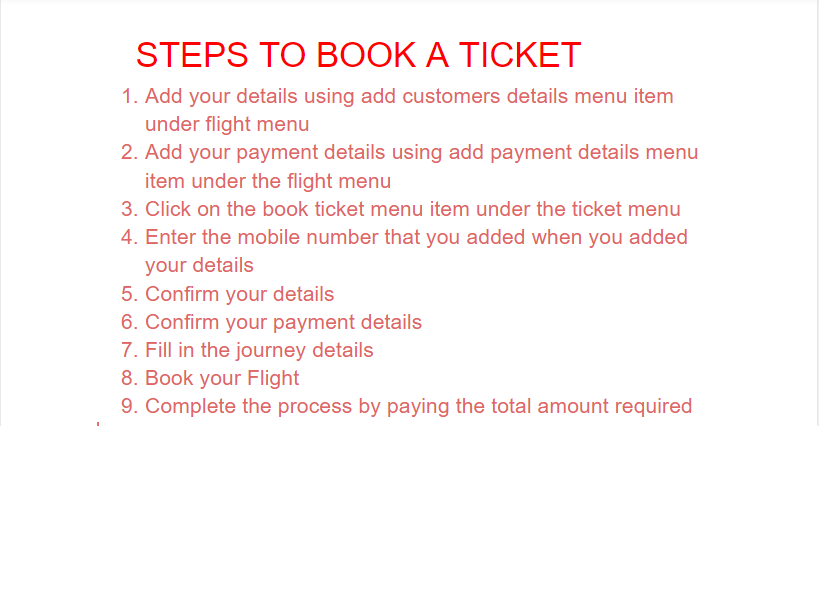 STEPS TO BOOK A TICKET
1. Add your details using add customers details menu item
under flight menu
2. Add your payment details using add payment details menu
item under the flight menu
3. Click on the book ticket menu item under the ticket menu
4. Enter the mobile number that you added when you added
your details
5. Confirm your details
6. Confirm your payment details
7. Fill in the journey details
8. Book your Flight
9. Complete the process by paying the total amount required